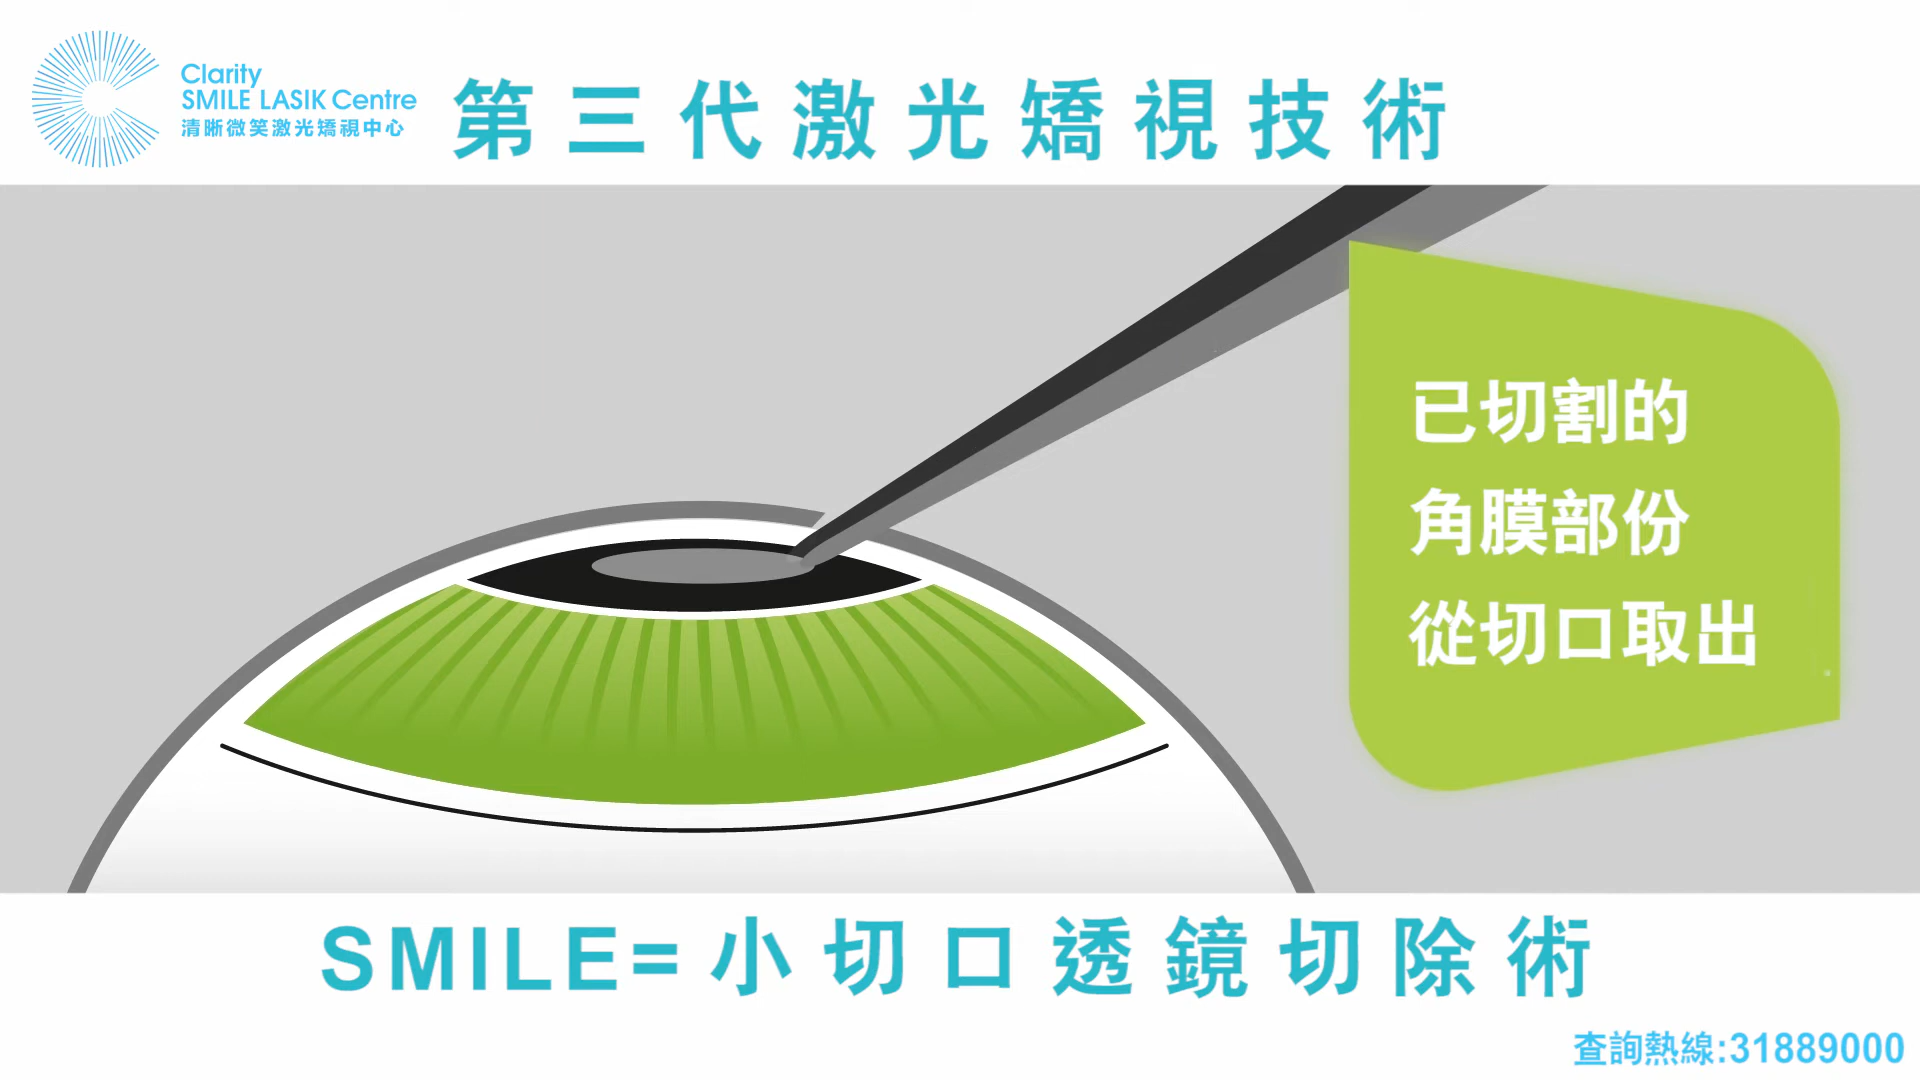 Clarity
SMILE LASIK Centre
清晰微笑激光矯視中心
第三代激光矯視技術
已切割的
角膜部份
從切口取出
SMILE=小切口透鏡切除術
查詢熱線:31889000